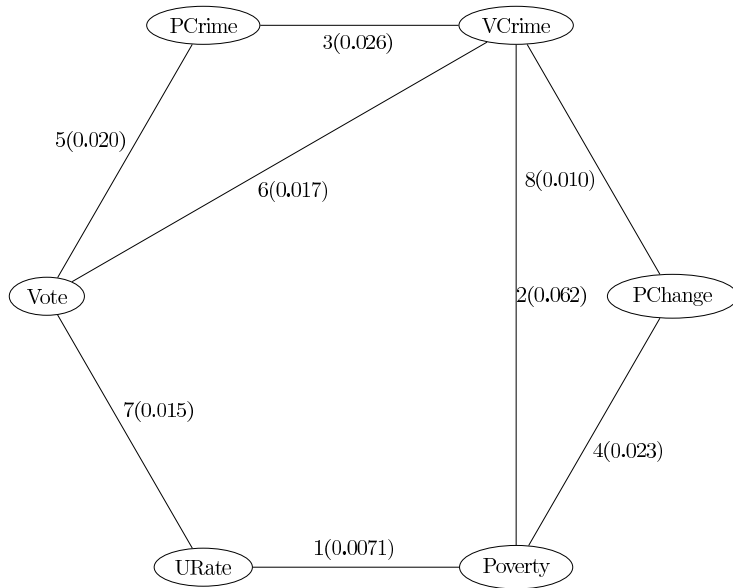 PCrime
VCrime
3(0.026)
5(0.020)
8(0.010)
6(0.017)
Vote
2(0.062)
PChange
7(0.015)
4(0.023)
1(0.0071)
URate
Poverty